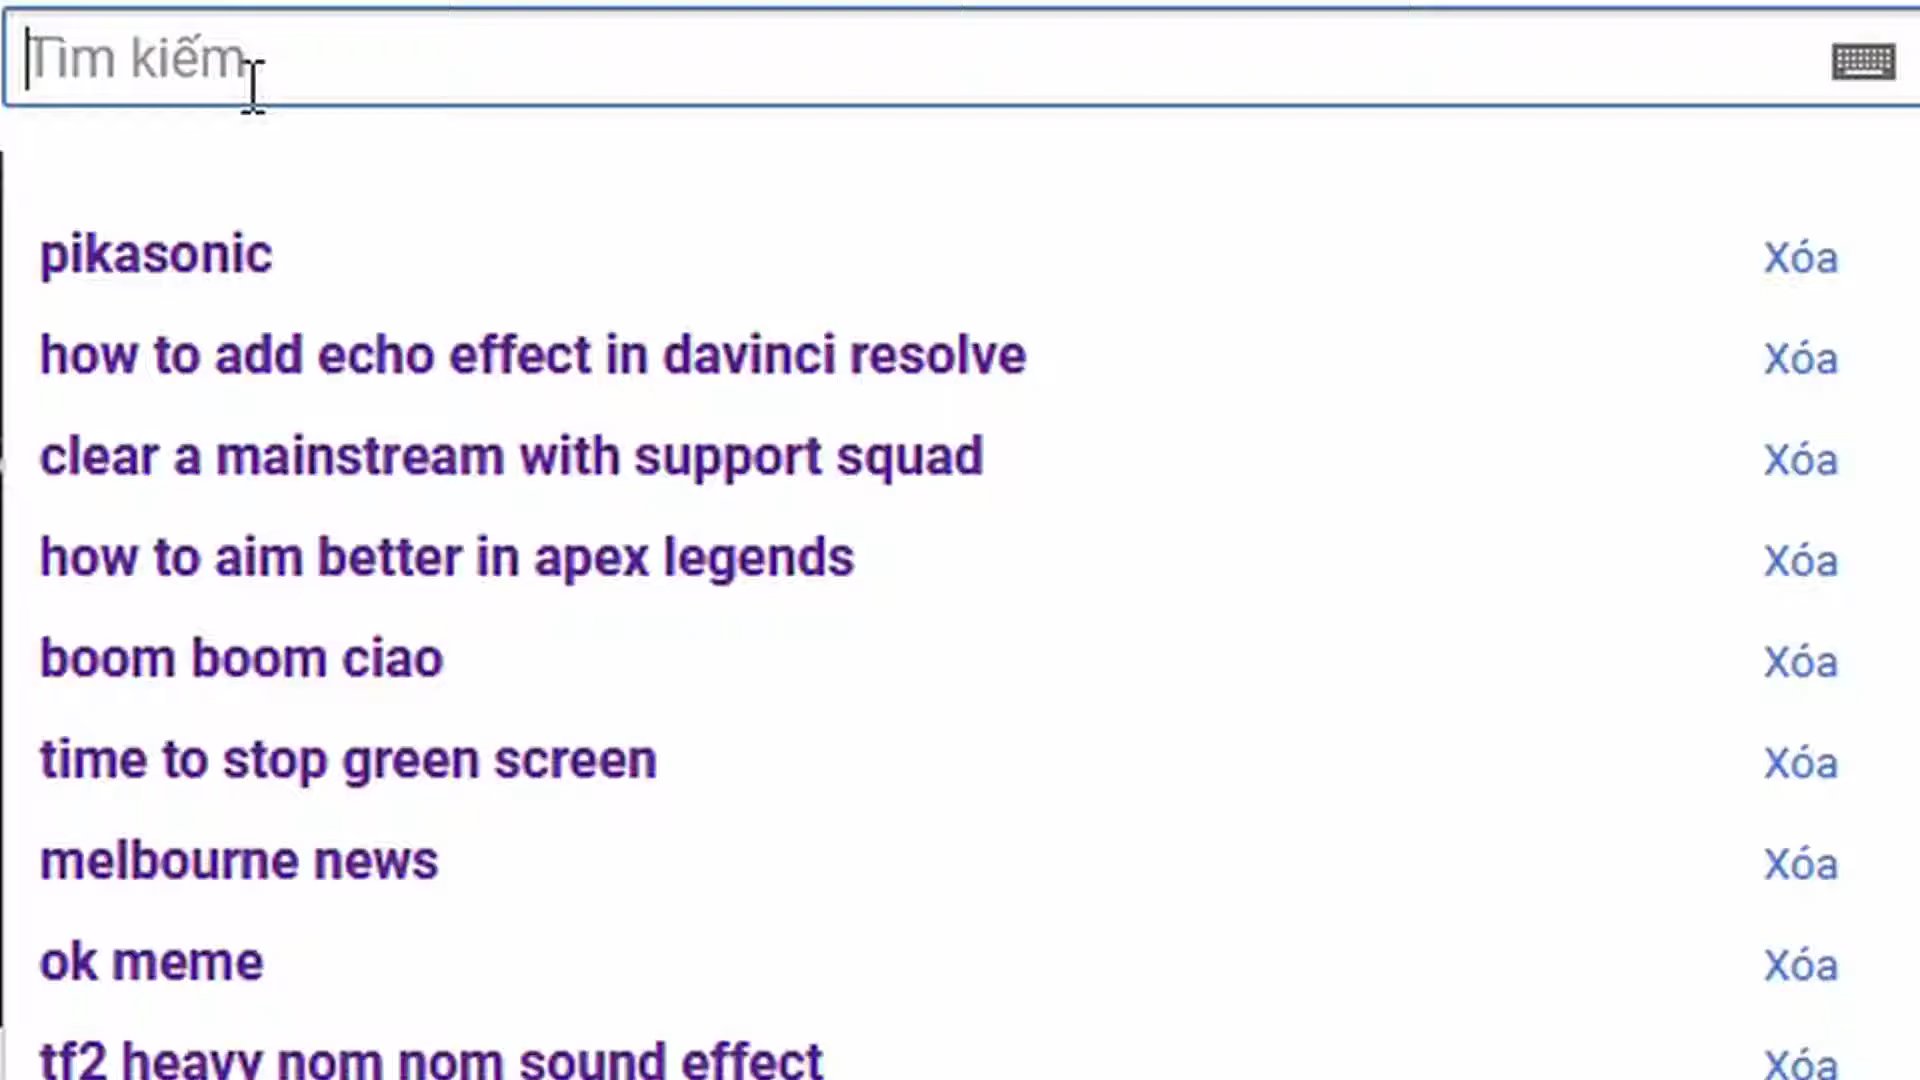 Tìm kiếm
pikasonic Xóa
how to add echo effect in davinci resolve Xóa
clear a mainstream with support squad Xóa
how to aim better in apex legends Xóa
boom boom ciao Xóa
time to stop green screen Xóa
melbourne news Xóa
ok meme Xóa
tf2 heavy nom nom sound effect Xóa